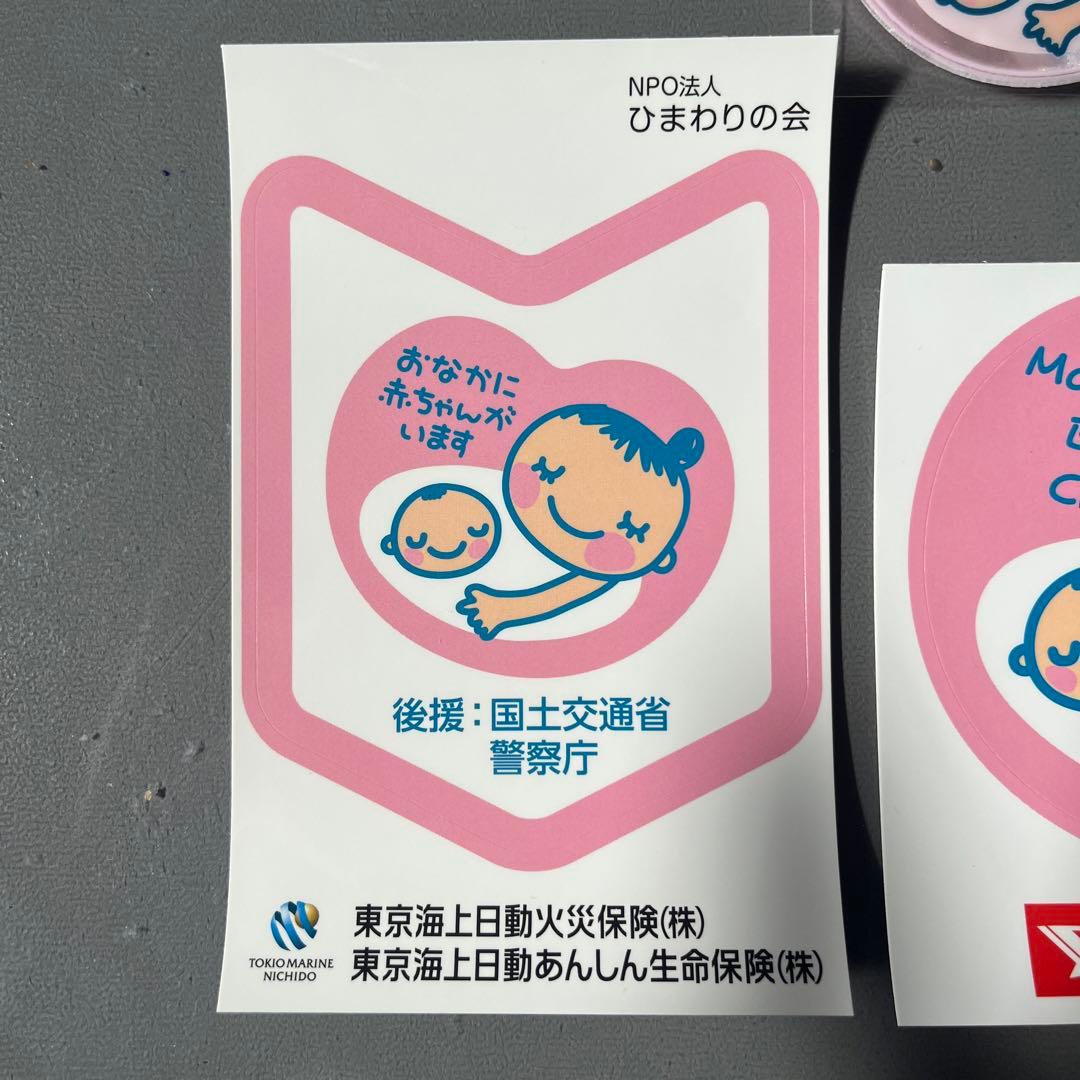 NPO法人
ひまわりの会
おなかに
赤ちゃんが
います
後援：国土交通省
警察庁
TOKIO MARINE
NICHIDO
東京海上日動火災保険(株)
東京海上日動あんしん生命保険(株)